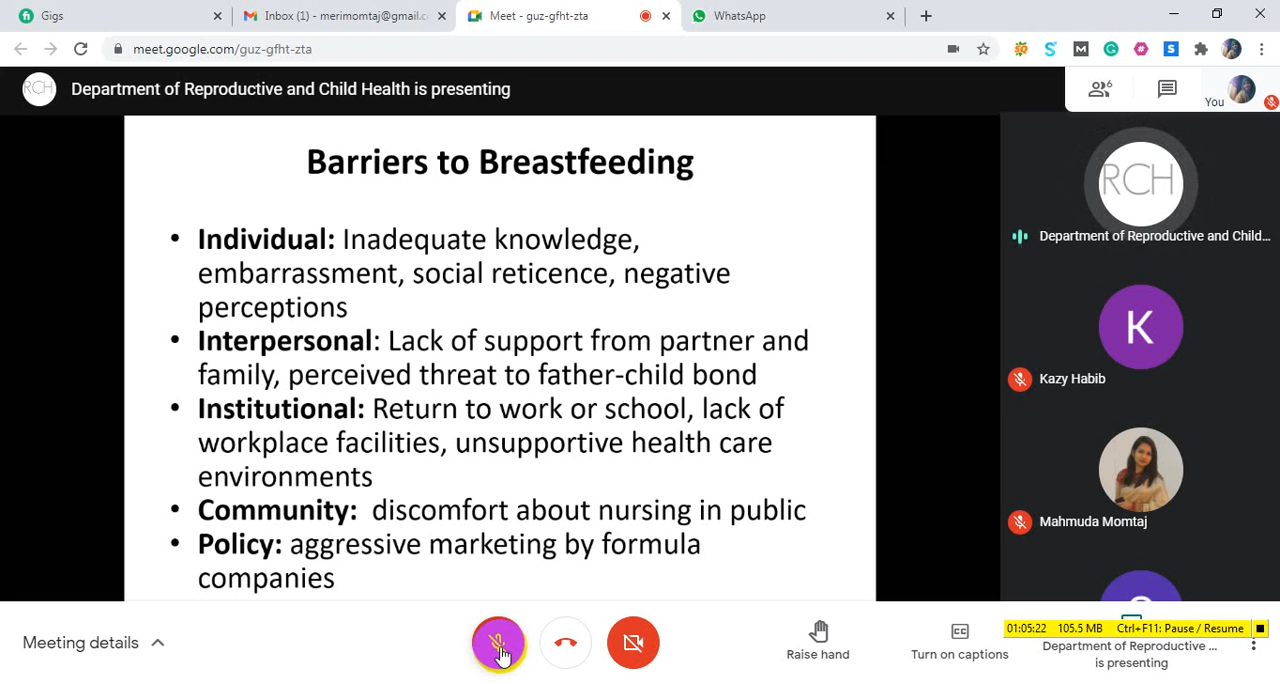 Gigs
Inbox (1) - merimomtaj@gmail.c
Meet - guz-gfht-zta
WhatsApp
meet.google.com/guz-gfht-zta
RCH
Department of Reproductive and Child Health is presenting
6
You
Barriers to Breastfeeding
• Individual: Inadequate knowledge,
embarrassment, social reticence, negative
perceptions
• Interpersonal: Lack of support from partner and
family, perceived threat to father-child bond
• Institutional: Return to work or school, lack of
workplace facilities, unsupportive health care
environments
• Community: discomfort about nursing in public
• Policy: aggressive marketing by formula
companies
RCH
Department of Reproductive and Child...
K
Kazy Habib
Mahmuda Momtaj
Meeting details
Raise hand
Turn on captions
01:05:22 105.5 MB Ctrl+F11: Pause / Resume
Department of Reproductive ...
is presenting